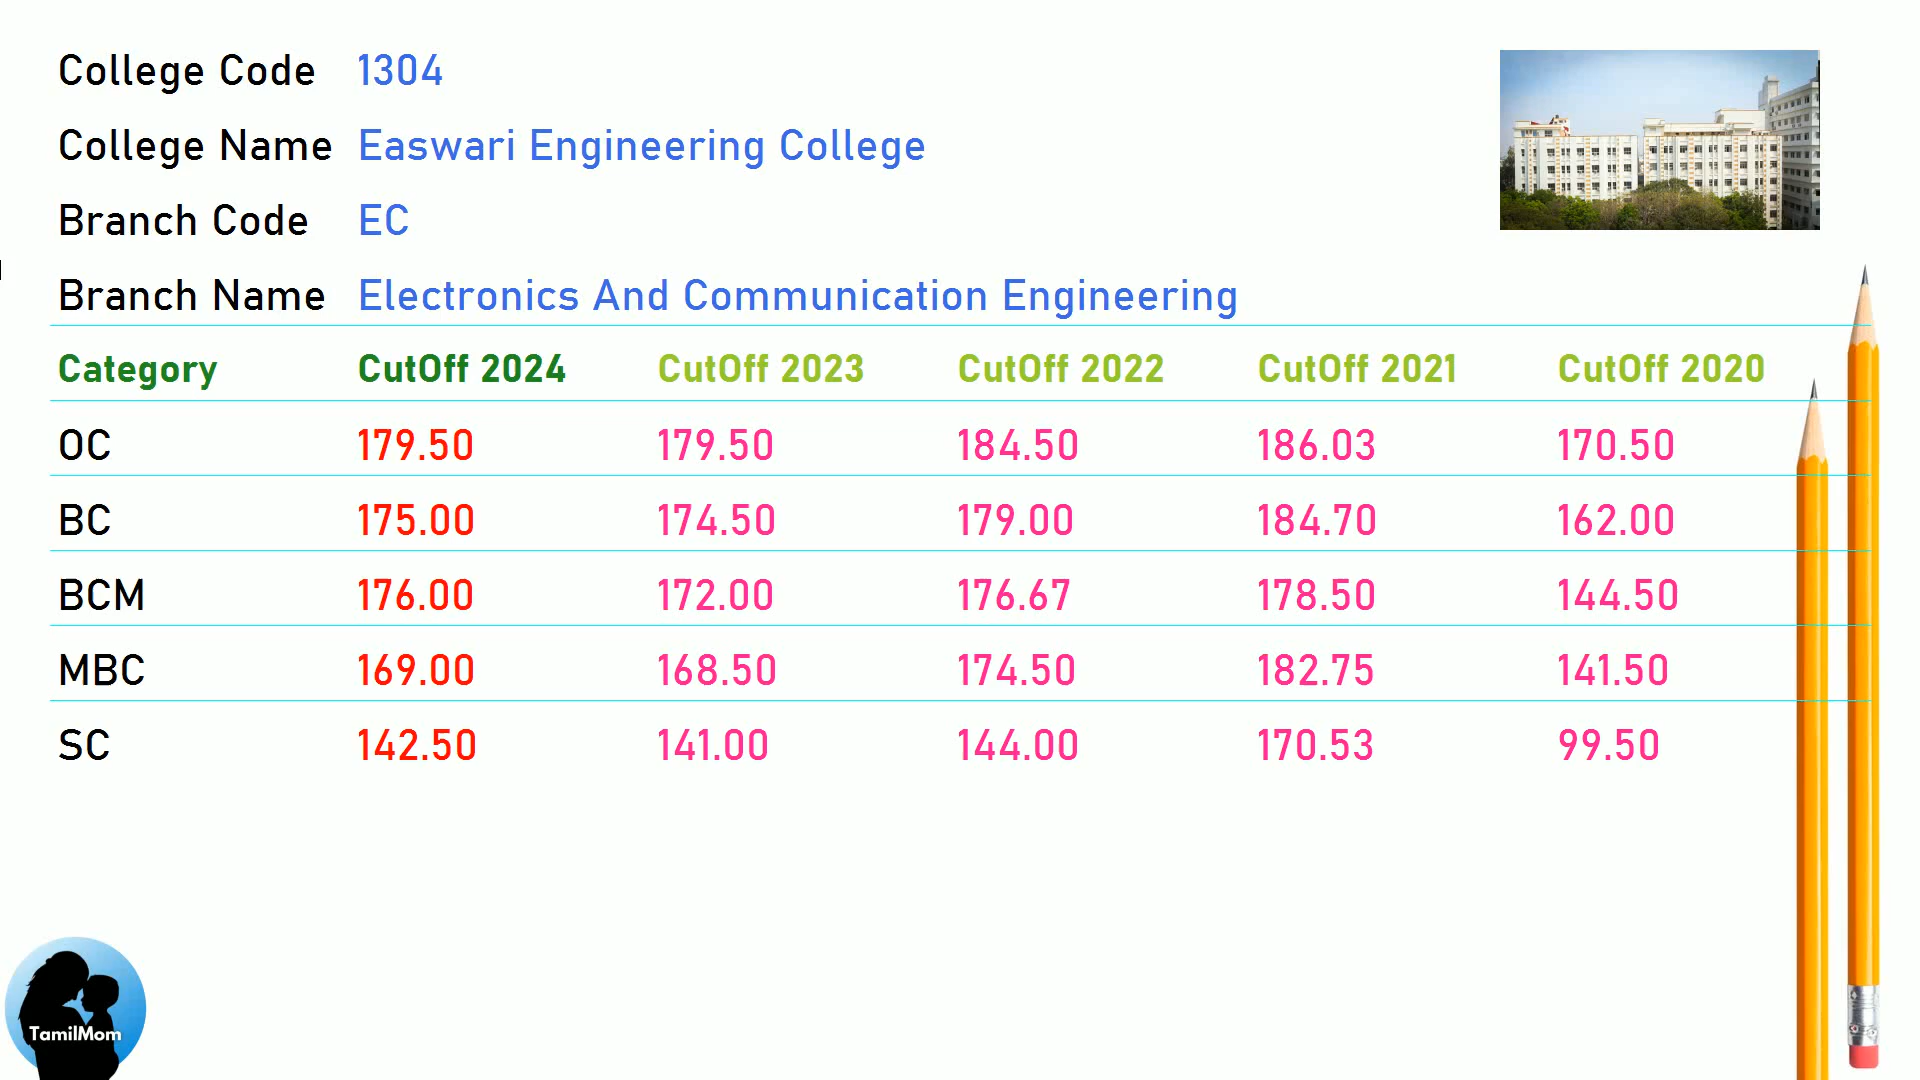 College Code 1304
College Name Easwari Engineering College
Branch Code EC
Branch Name Electronics And Communication Engineering
Category CutOff 2024 CutOff 2023 CutOff 2022 CutOff 2021 CutOff 2020
OC 179.50 179.50 184.50 186.03 170.50
BC 175.00 174.50 179.00 184.70 162.00
BCM 176.00 172.00 176.67 178.50 144.50
MBC 169.00 168.50 174.50 182.75 141.50
SC 142.50 141.00 144.00 170.53 99.50
TamilMom